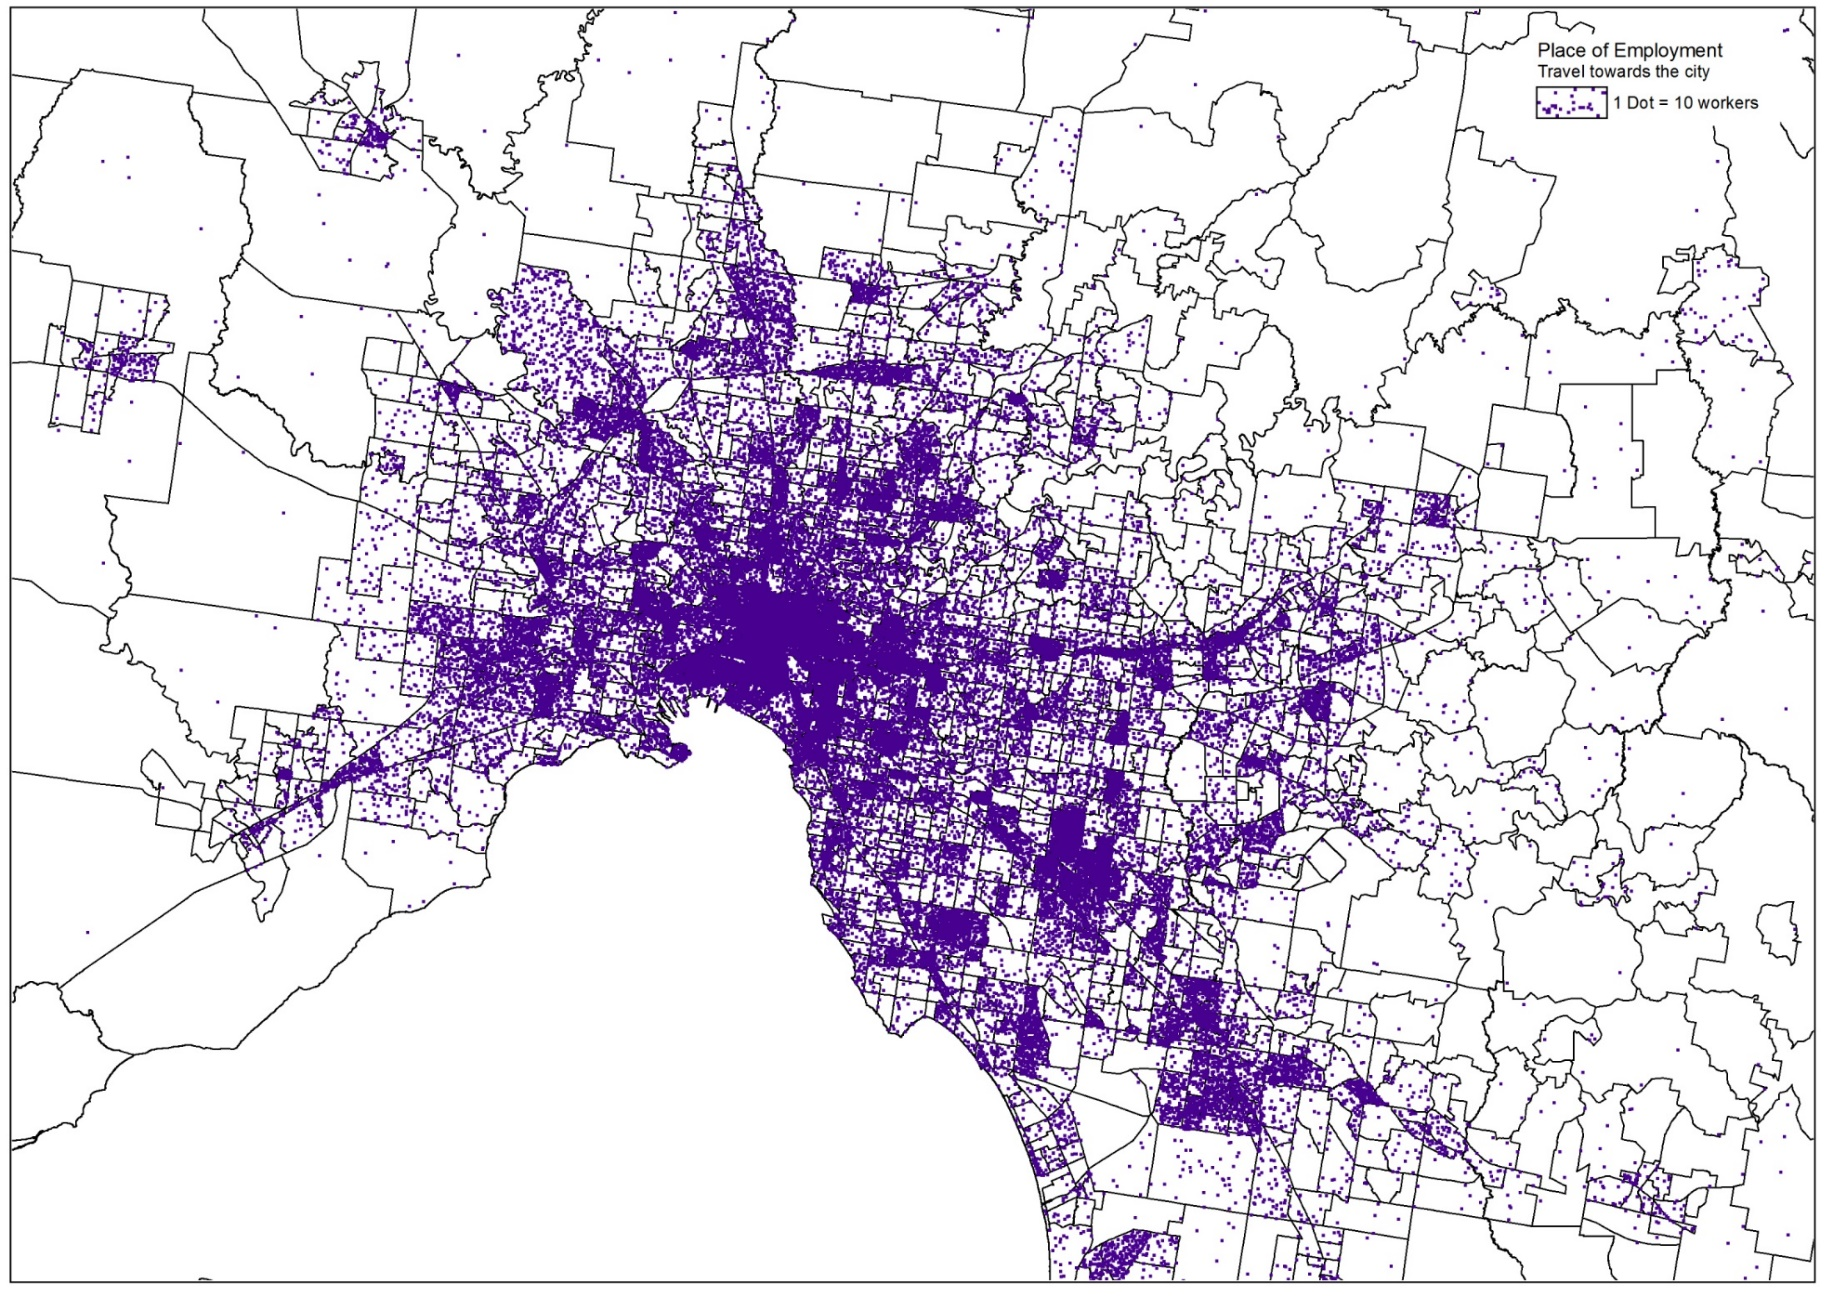 Place of Employment
Travel towards the city
1 Dot = 10 workers